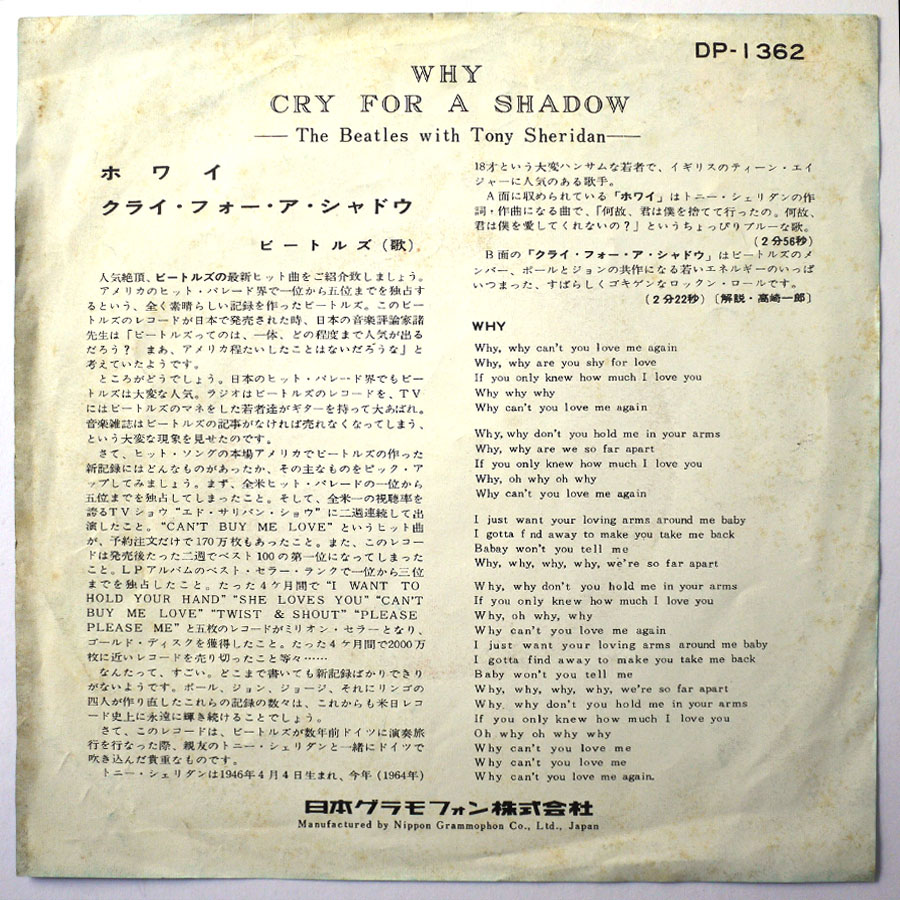 DP-1362
WHY
CRY FOR A SHADOW
—The Beatles with Tony Sheridan—
ホワイ
クライ・フォー・ア・シャドウ
ビートルズ（歌）
人気絶頂、ビートルズの最新ヒット曲をご紹介致しましょう。
アメリカのヒット・パレード界で一位から五位までを独占す
るという、全く素晴らしい記録を作ったビートルズ。このビー
トルズのレコードが日本で発売された時、日本の音楽評論家諸
先生は「ビートルズってのは、一体、どの程度まで人気が出る
だろう？ まあ、アメリカ程たいしたことはないだろうな」と
考えていたようです。
ところがどうでしょう。日本のヒット・パレード界でもビー
トルズは大変な人気。ラジオはビートルズのレコードを、TV
にはビートルズのマネをした若者達がギターを持って大あばれ。
音楽雑誌はビートルズの記事がなければ売れなくなってしまう、
という大変な現象を見せたのです。
さて、ヒット・ソングの本場アメリカでビートルズの作った
新記録にはどんなものがあったか、その主なものをピック・ア
ップしてみましょう。まず、全米ヒット・パレードの一位から
五位までを独占してしまったこと。そして、全米一の視聴率を
誇るTVショウ“エド・サリバン・ショウ”に二週連続して出
演したこと。“CAN'T BUY ME LOVE”というヒット曲
が、予約注文だけで170万枚もあったこと。また、このレコー
ドは発売後たった二週でベスト100の第一位になってしまった
こと。LPアルバムのベスト・セラー・ランクで一位から三位
までを独占したこと。たった4ケ月間で“I WANT TO
HOLD YOUR HAND”“SHE LOVES YOU”“CAN'T
BUY ME LOVE”“TWIST & SHOUT”“PLEASE
PLEASE ME”と五枚のレコードがミリオン・セラーとなり、
ゴールド・ディスクを獲得したこと。たった4ケ月間で2000万
枚に近いレコードを売り切ったこと等々……
なんたって、すごい。どこまで書いても新記録ばかりできり
がないようです。ポール、ジョン、ジョージ、それにリンゴの
四人が作り直したこれらの記録の数々は、これからも米日レコ
ード史上に永遠に輝き続けることでしょう。
さて、このレコードは、ビートルズが数年前ドイツに演奏旅
行を行なった際、親友のトニー・シェリダンと一緒にドイツで
吹き込んだ貴重なものです。
トニー・シェリダンは1946年4月4日生まれ、今年（1964年）
18才という大変ハンサムな若者で、イギリスのティーン・エイ
ジャーに人気のある歌手。
A面に収められている「ホワイ」はトニー・シェリダンの作
詞・作曲になる曲で、「何故、君は僕を捨てて行ったの。何故、
君は僕を愛してくれないの？」というちょっぴりブルーな歌。
（2分56秒）
B面の「クライ・フォー・ア・シャドウ」はビートルズのメ
ンバー、ポールとジョンの共作になる若いエネルギーのいっぱ
いつまった、すばらしくゴキゲンなロックン・ロールです。
（2分22秒）〔解説・高崎一郎〕
WHY
Why, why can't you love me again
Why, why are you shy for love
If you only knew how much I love you
Why why why
Why can't you love me again
Why, why don't you hold me in your arms
Why, why are we so far apart
If you only knew how much I love you
Why, oh why oh why
Why can't you love me again
I just want your loving arms around me baby
I gotta find away to make you take me back
Babay won't you tell me
Why, why, why, why, we're so far apart
Why, why don't you hold me in your arms
If you only knew how much I love you
Why, oh why, why
Why can't you love me again
I just want your loving arms around me baby
I gotta find away to make you take me back
Baby won't you tell me
Why, why, why, why, we're so far apart
Why why don't you hold me in your arms
If you only knew how much I love you
Oh why oh why why
Why can't you love me
Why can't you love me
Why can't you love me again.
日本グラモフォン株式会社
Manufactured by Nippon Grammophon Co., Ltd., Japan